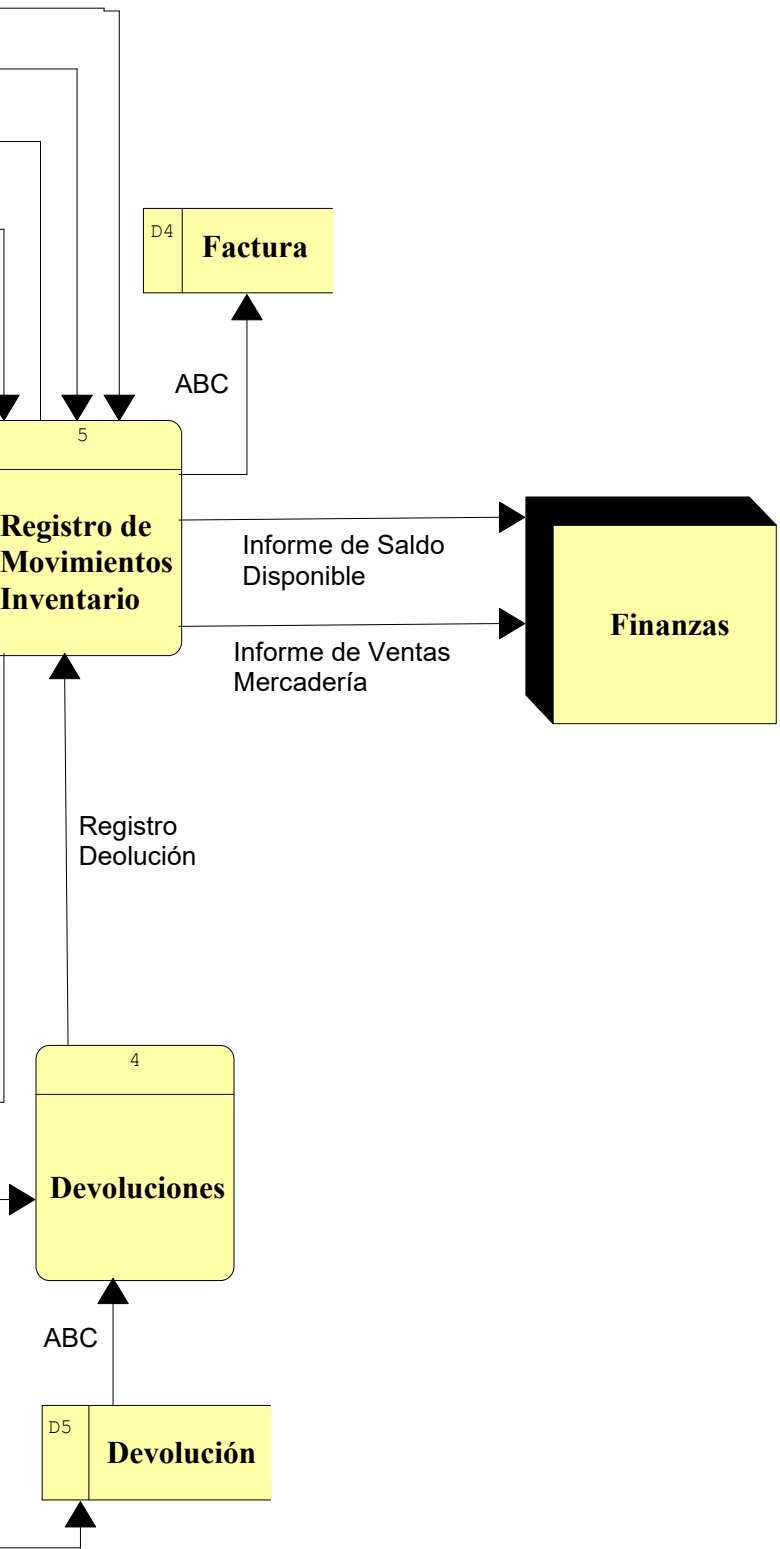 D4
Factura
ABC
5
Registro de
Movimientos
Inventario
Informe de Saldo
Disponible
Finanzas
Informe de Ventas
Mercadería
Registro
Deolución
4
Devoluciones
ABC
D5
Devolución